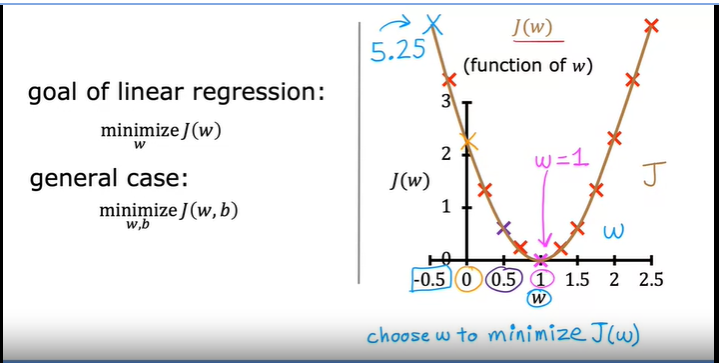 goal of linear regression:
minimize J(w)
w
general case:
minimize J(w, b)
w,b
J(w)
5.25
(function of w)
3
w=1
2
J
J(w)
1
w
0
-0.5 0 0.5 1 1.5 2 2.5
w
choose w to minimize J(w)